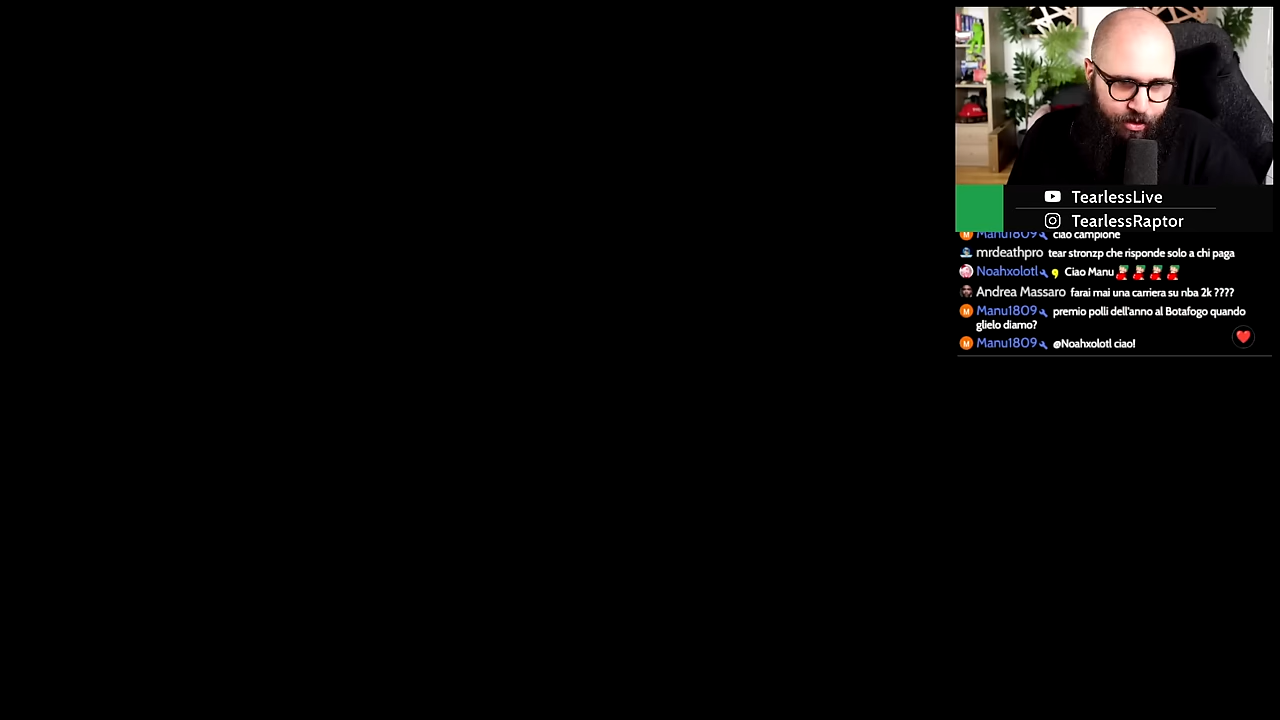 TearlessLive
TearlessRaptor
Manu1809 ciao campione
mrdeathpro tear stronzp che risponde solo a chi paga
Noahxolotl Ciao Manu
Andrea Massaro farai mai una carriera su nba 2k ????
Manu1809 premio polli dell'anno al Botafogo quando
glielo diamo?
Manu1809 @Noahxolotl ciao!